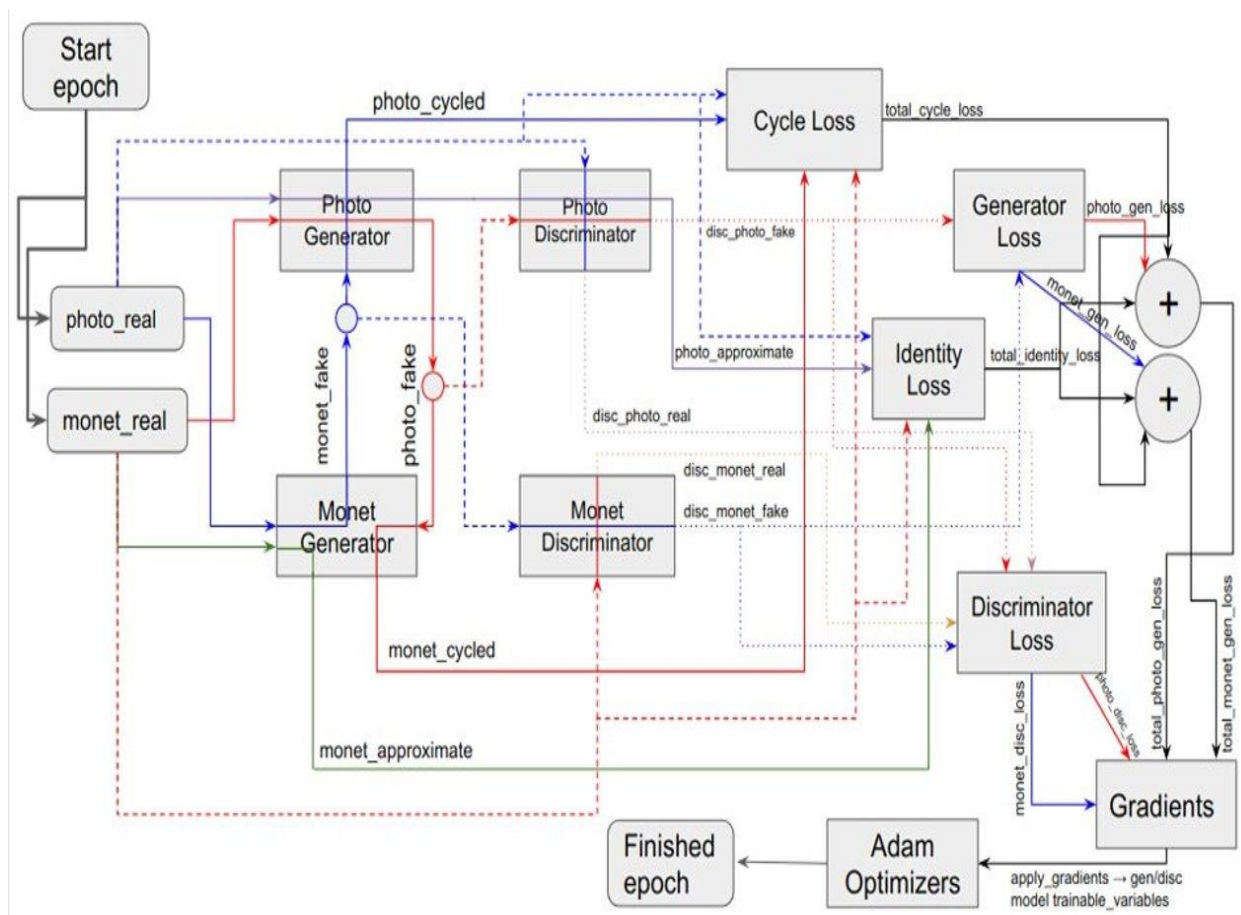 Start
epoch
photo_cycled
Cycle Loss
total_cycle_loss
Photo
Generator
Photo
Discriminator
disc_photo_fake
Generator
Loss
photo_gen_loss
photo_real
+
monet_gen_loss
monet_fake
photo_fake
photo_approximate
Identity
Loss
total_identity_loss
+
monet_real
disc_photo_real
disc_monet_real
Monet
Generator
Monet
Discriminator
disc_monet_fake
Discriminator
Loss
monet_cycled
monet_approximate
monet_disc_loss
photo_disc_loss
total_photo_gen_loss
total_monet_gen_loss
Gradients
Finished
epoch
Adam
Optimizers
apply_gradients → gen/disc
model trainable_variables